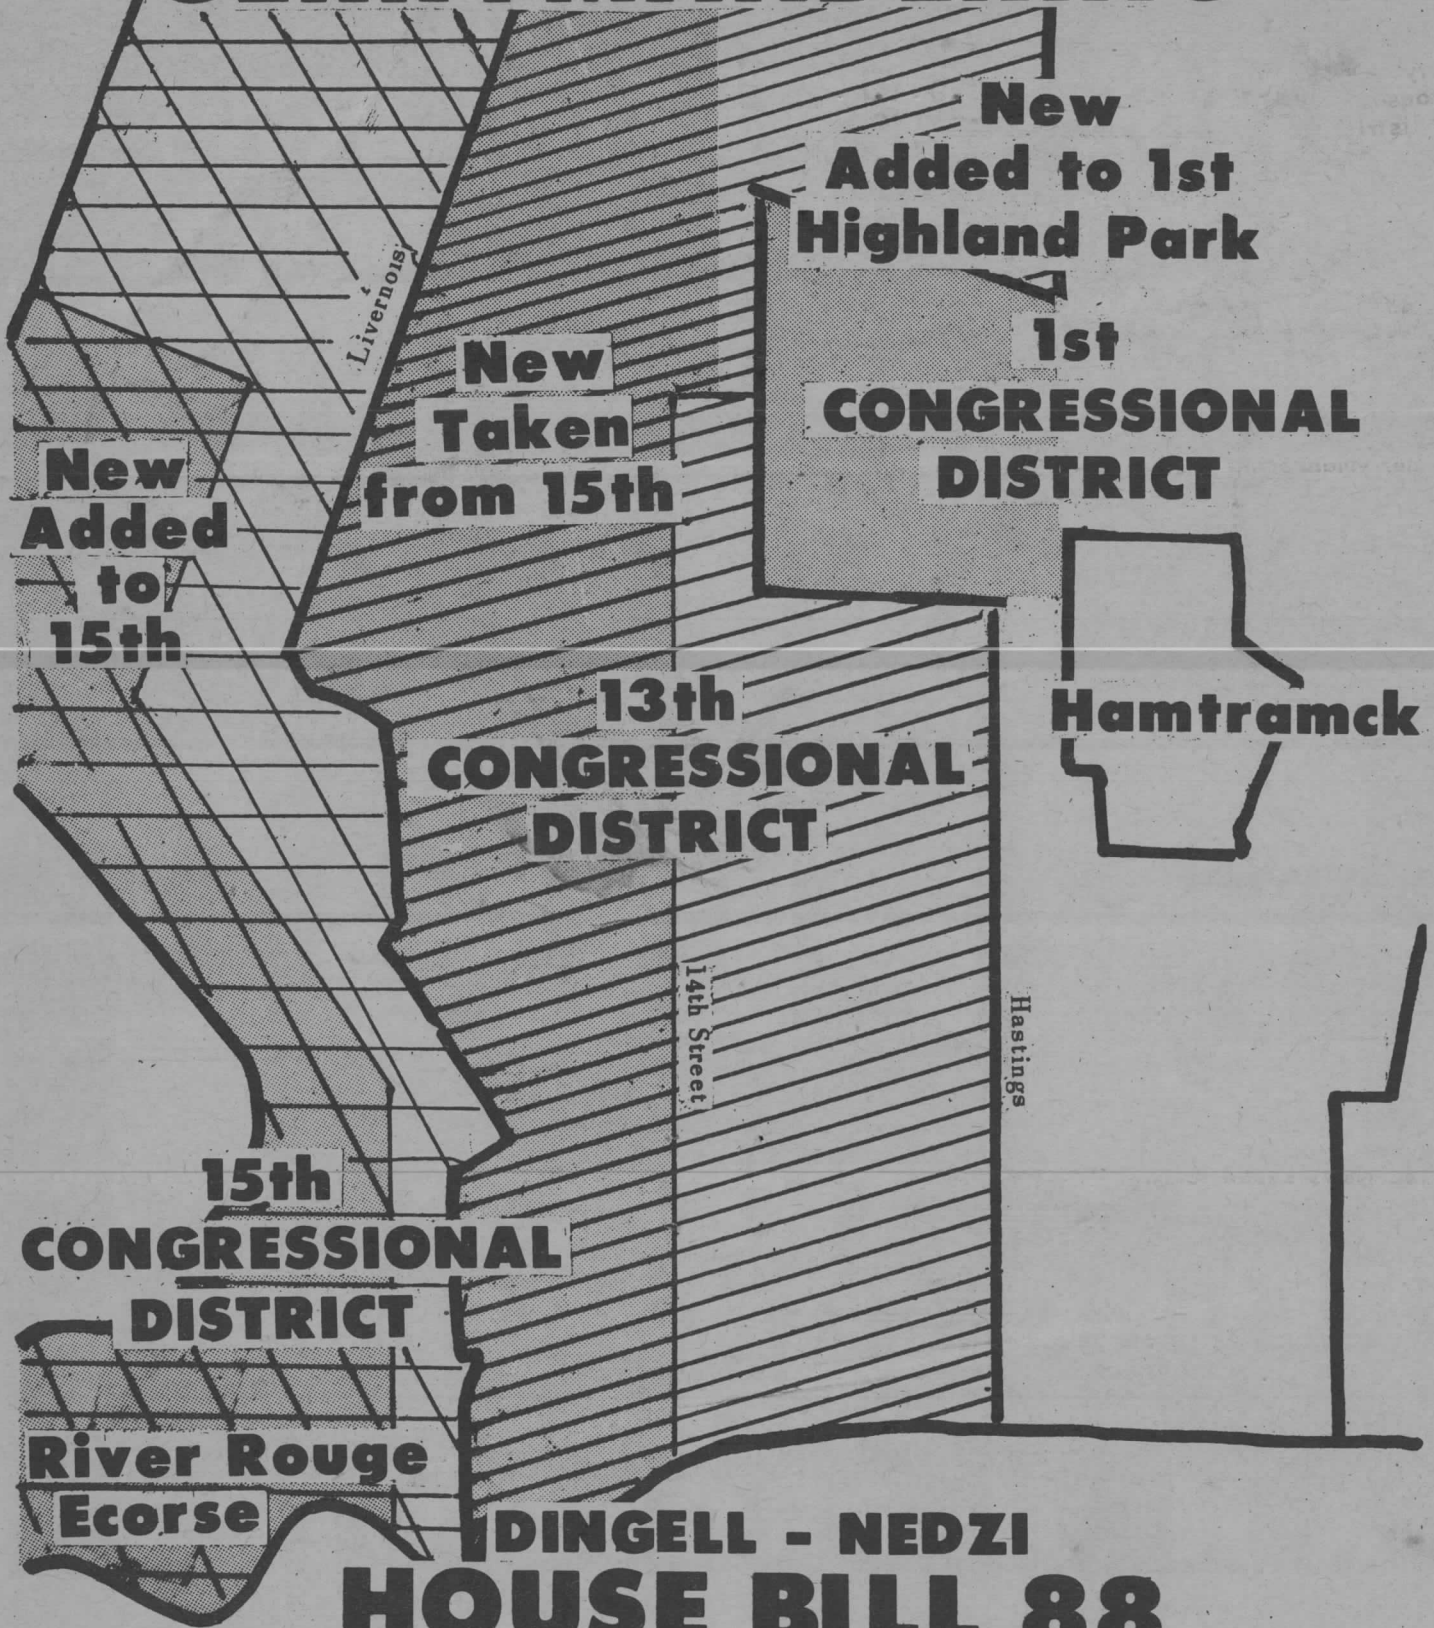 New
Added to 1st
Highland Park
1st
CONGRESSIONAL
DISTRICT
Livernois
New
Taken
from 15th
New
Added
to
15th
13th
CONGRESSIONAL
DISTRICT
Hamtramck
14th Street
Hastings
15th
CONGRESSIONAL
DISTRICT
River Rouge
Ecorse
DINGELL - NEDZI
HOUSE BILL 88